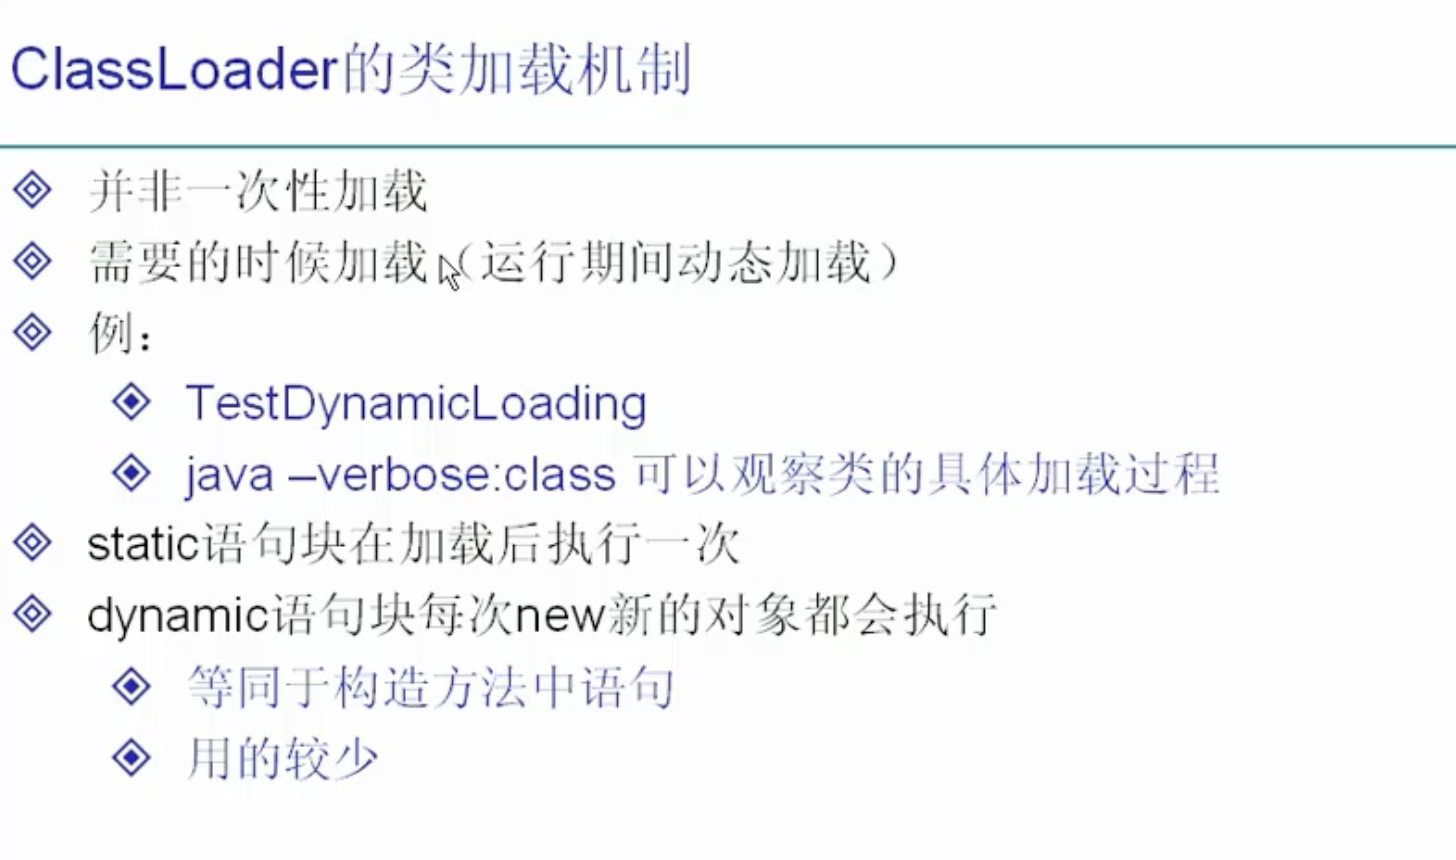 ClassLoader的类加载机制
并非一次性加载
需要的时候加载（运行期间动态加载）
例：
TestDynamicLoading
java –verbose:class 可以观察类的具体加载过程
static语句块在加载后执行一次
dynamic语句块每次new新的对象都会执行
等同于构造方法中语句
用的较少